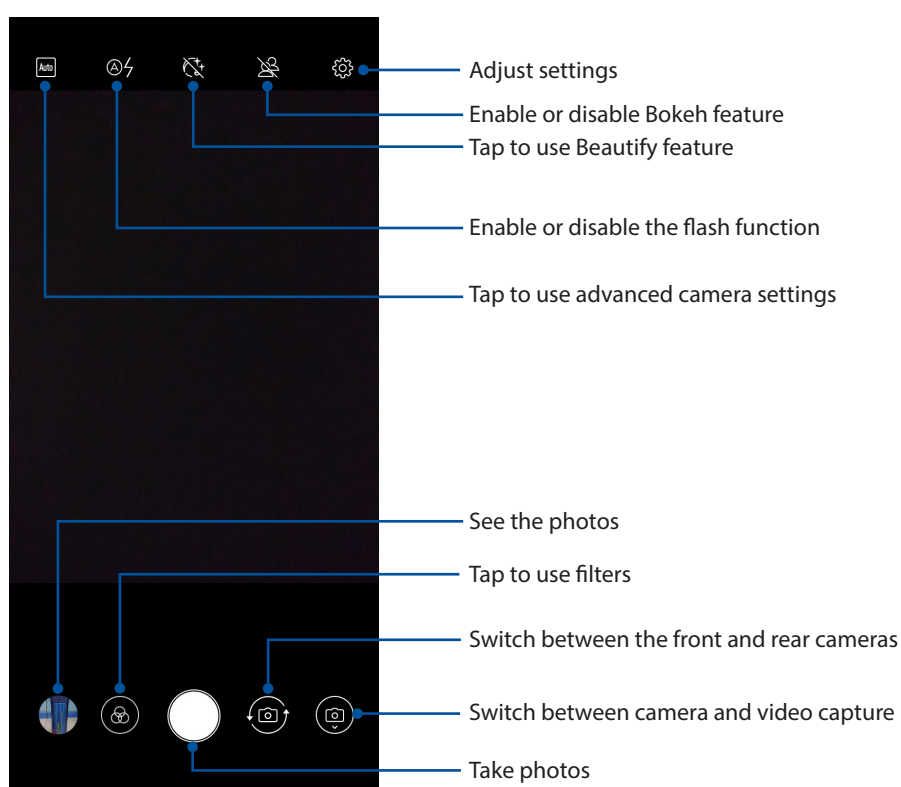 Auto
A
Adjust settings
Enable or disable Bokeh feature
Tap to use Beautify feature
Enable or disable the flash function
Tap to use advanced camera settings
See the photos
Tap to use filters
Switch between the front and rear cameras
Switch between camera and video capture
Take photos